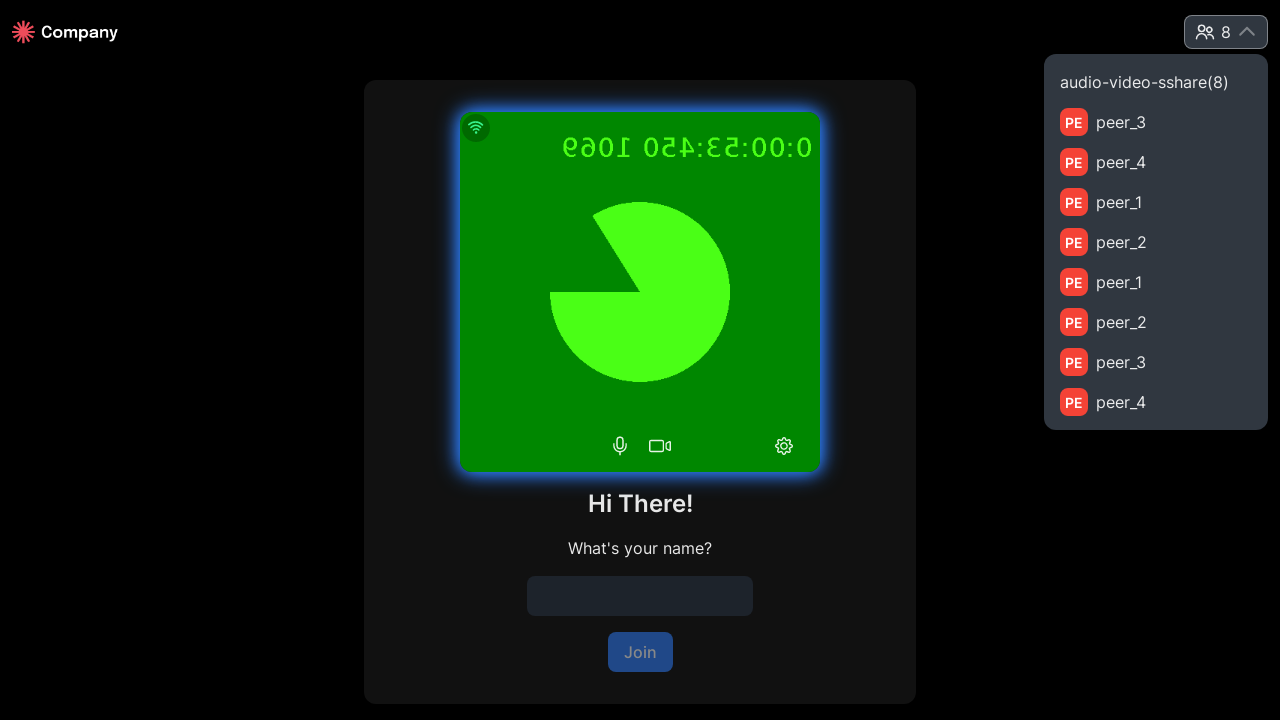 Company
8
audio-video-sshare(8)
PE peer_3
PE peer_4
PE peer_1
PE peer_2
PE peer_1
PE peer_2
PE peer_3
PE peer_4
0:00:53:450 1069
Hi There!
What's your name?
Join